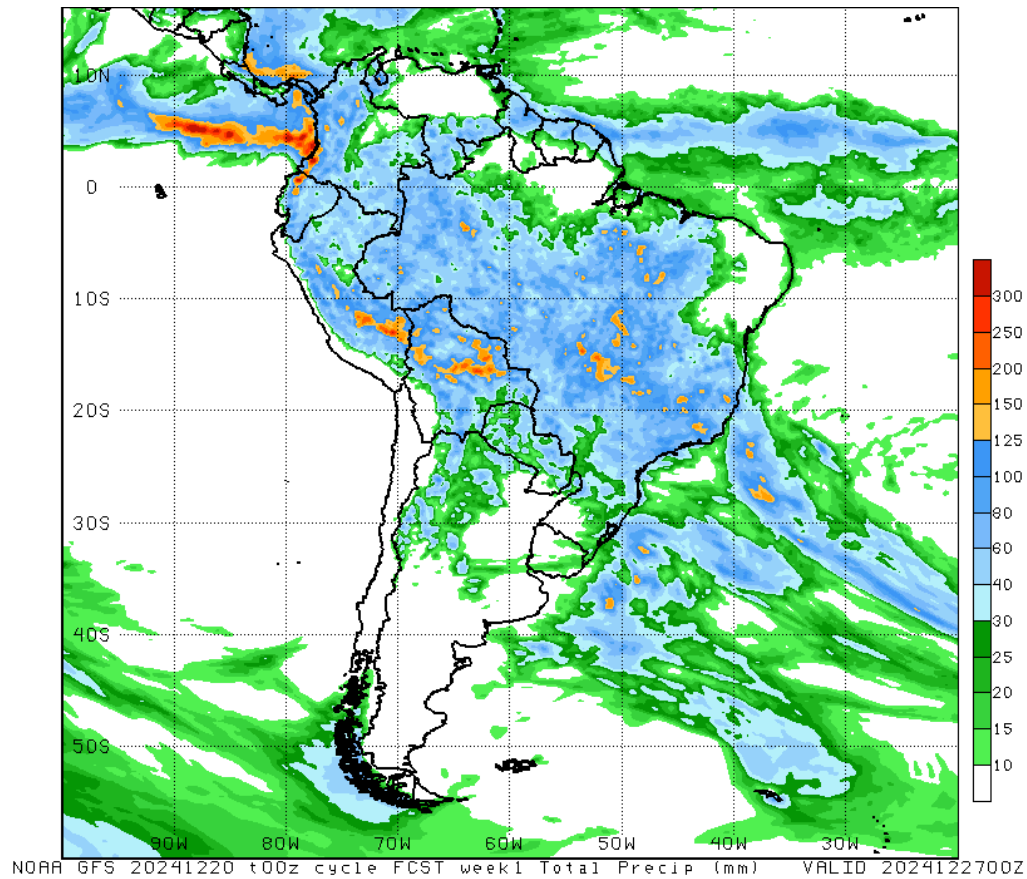 10N
0
10S
20S
30S
40S
50S
90W 80W 70W 60W 50W 40W 30W
300
250
200
150
125
100
80
60
40
30
25
20
15
10
NOAA GFS 20241220 t00z cycle FCST week1 Total Precip (mm) VALID 2024122700Z